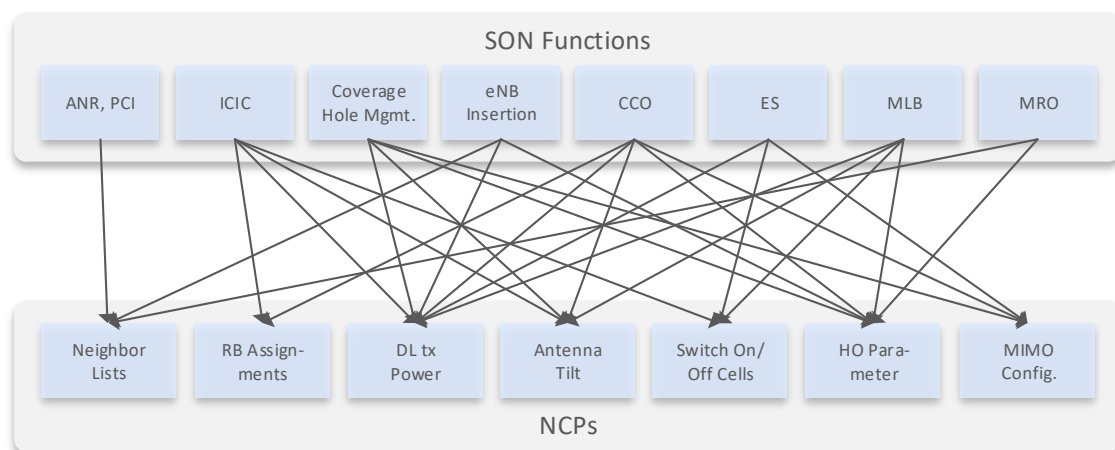 SON Functions
ANR, PCI
ICIC
Coverage
Hole Mgmt.
eNB
Insertion
CCO
ES
MLB
MRO
Neighbor
Lists
RB Assign-
ments
DL tx
Power
Antenna
Tilt
Switch On/
Off Cells
HO Para-
meter
MIMO
Config.
NCPs